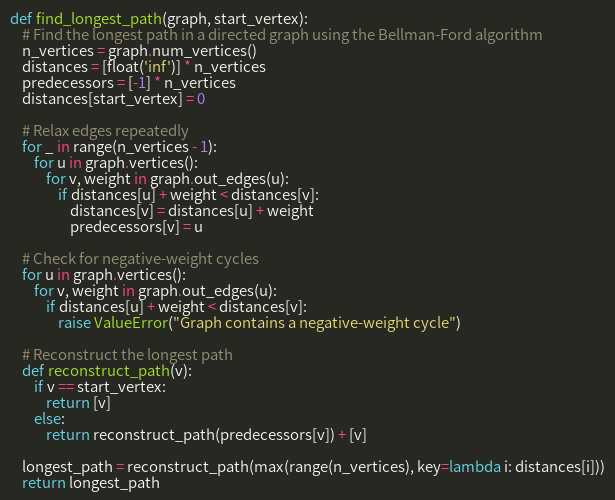 def find_longest_path(graph, start_vertex):
    # Find the longest path in a directed graph using the Bellman-Ford algorithm
    n_vertices = graph.num_vertices()
    distances = [float('inf')] * n_vertices
    predecessors = [-1] * n_vertices
    distances[start_vertex] = 0

    # Relax edges repeatedly
    for _ in range(n_vertices - 1):
        for u in graph.vertices():
            for v, weight in graph.out_edges(u):
                if distances[u] + weight < distances[v]:
                    distances[v] = distances[u] + weight
                    predecessors[v] = u

    # Check for negative-weight cycles
    for u in graph.vertices():
        for v, weight in graph.out_edges(u):
            if distances[u] + weight < distances[v]:
                raise ValueError("Graph contains a negative-weight cycle")

    # Reconstruct the longest path
    def reconstruct_path(v):
        if v == start_vertex:
            return [v]
        else:
            return reconstruct_path(predecessors[v]) + [v]

    longest_path = reconstruct_path(max(range(n_vertices), key=lambda i: distances[i]))
    return longest_path